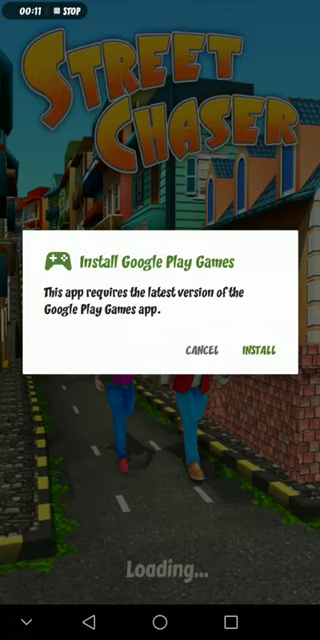 00:11 STOP
STREET
CHASER
Install Google Play Games
This app requires the latest version of the
Google Play Games app.
CANCEL INSTALL
Loading...